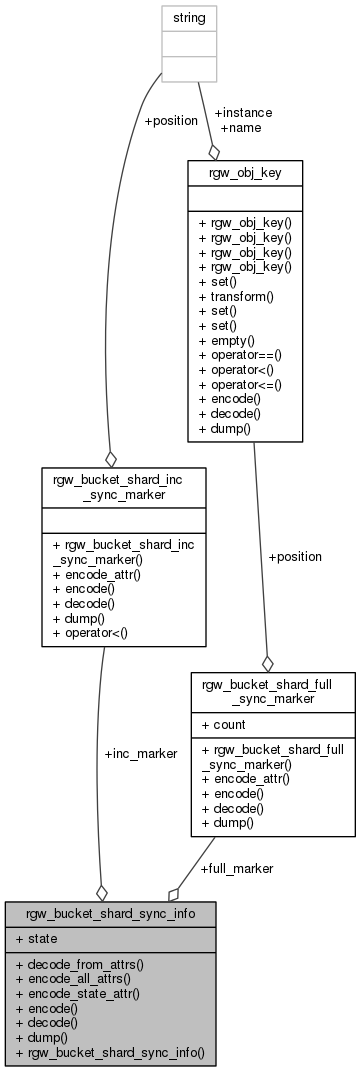 string
+instance
+name
+position
rgw_obj_key
+ rgw_obj_key()
+ rgw_obj_key()
+ rgw_obj_key()
+ rgw_obj_key()
+ set()
+ transform()
+ set()
+ set()
+ empty()
+ operator==()
+ operator<()
+ operator<=()
+ encode()
+ decode()
+ dump()
rgw_bucket_shard_inc
_sync_marker
+ rgw_bucket_shard_inc
_sync_marker()
+ encode_attr()
+ encode()
+ decode()
+ dump()
+ operator<()
+position
rgw_bucket_shard_full
_sync_marker
+ count
+ rgw_bucket_shard_full
_sync_marker()
+ encode_attr()
+ encode()
+ decode()
+ dump()
+inc_marker
+full_marker
rgw_bucket_shard_sync_info
+ state
+ decode_from_attrs()
+ encode_all_attrs()
+ encode_state_attr()
+ encode()
+ decode()
+ dump()
+ rgw_bucket_shard_sync_info()